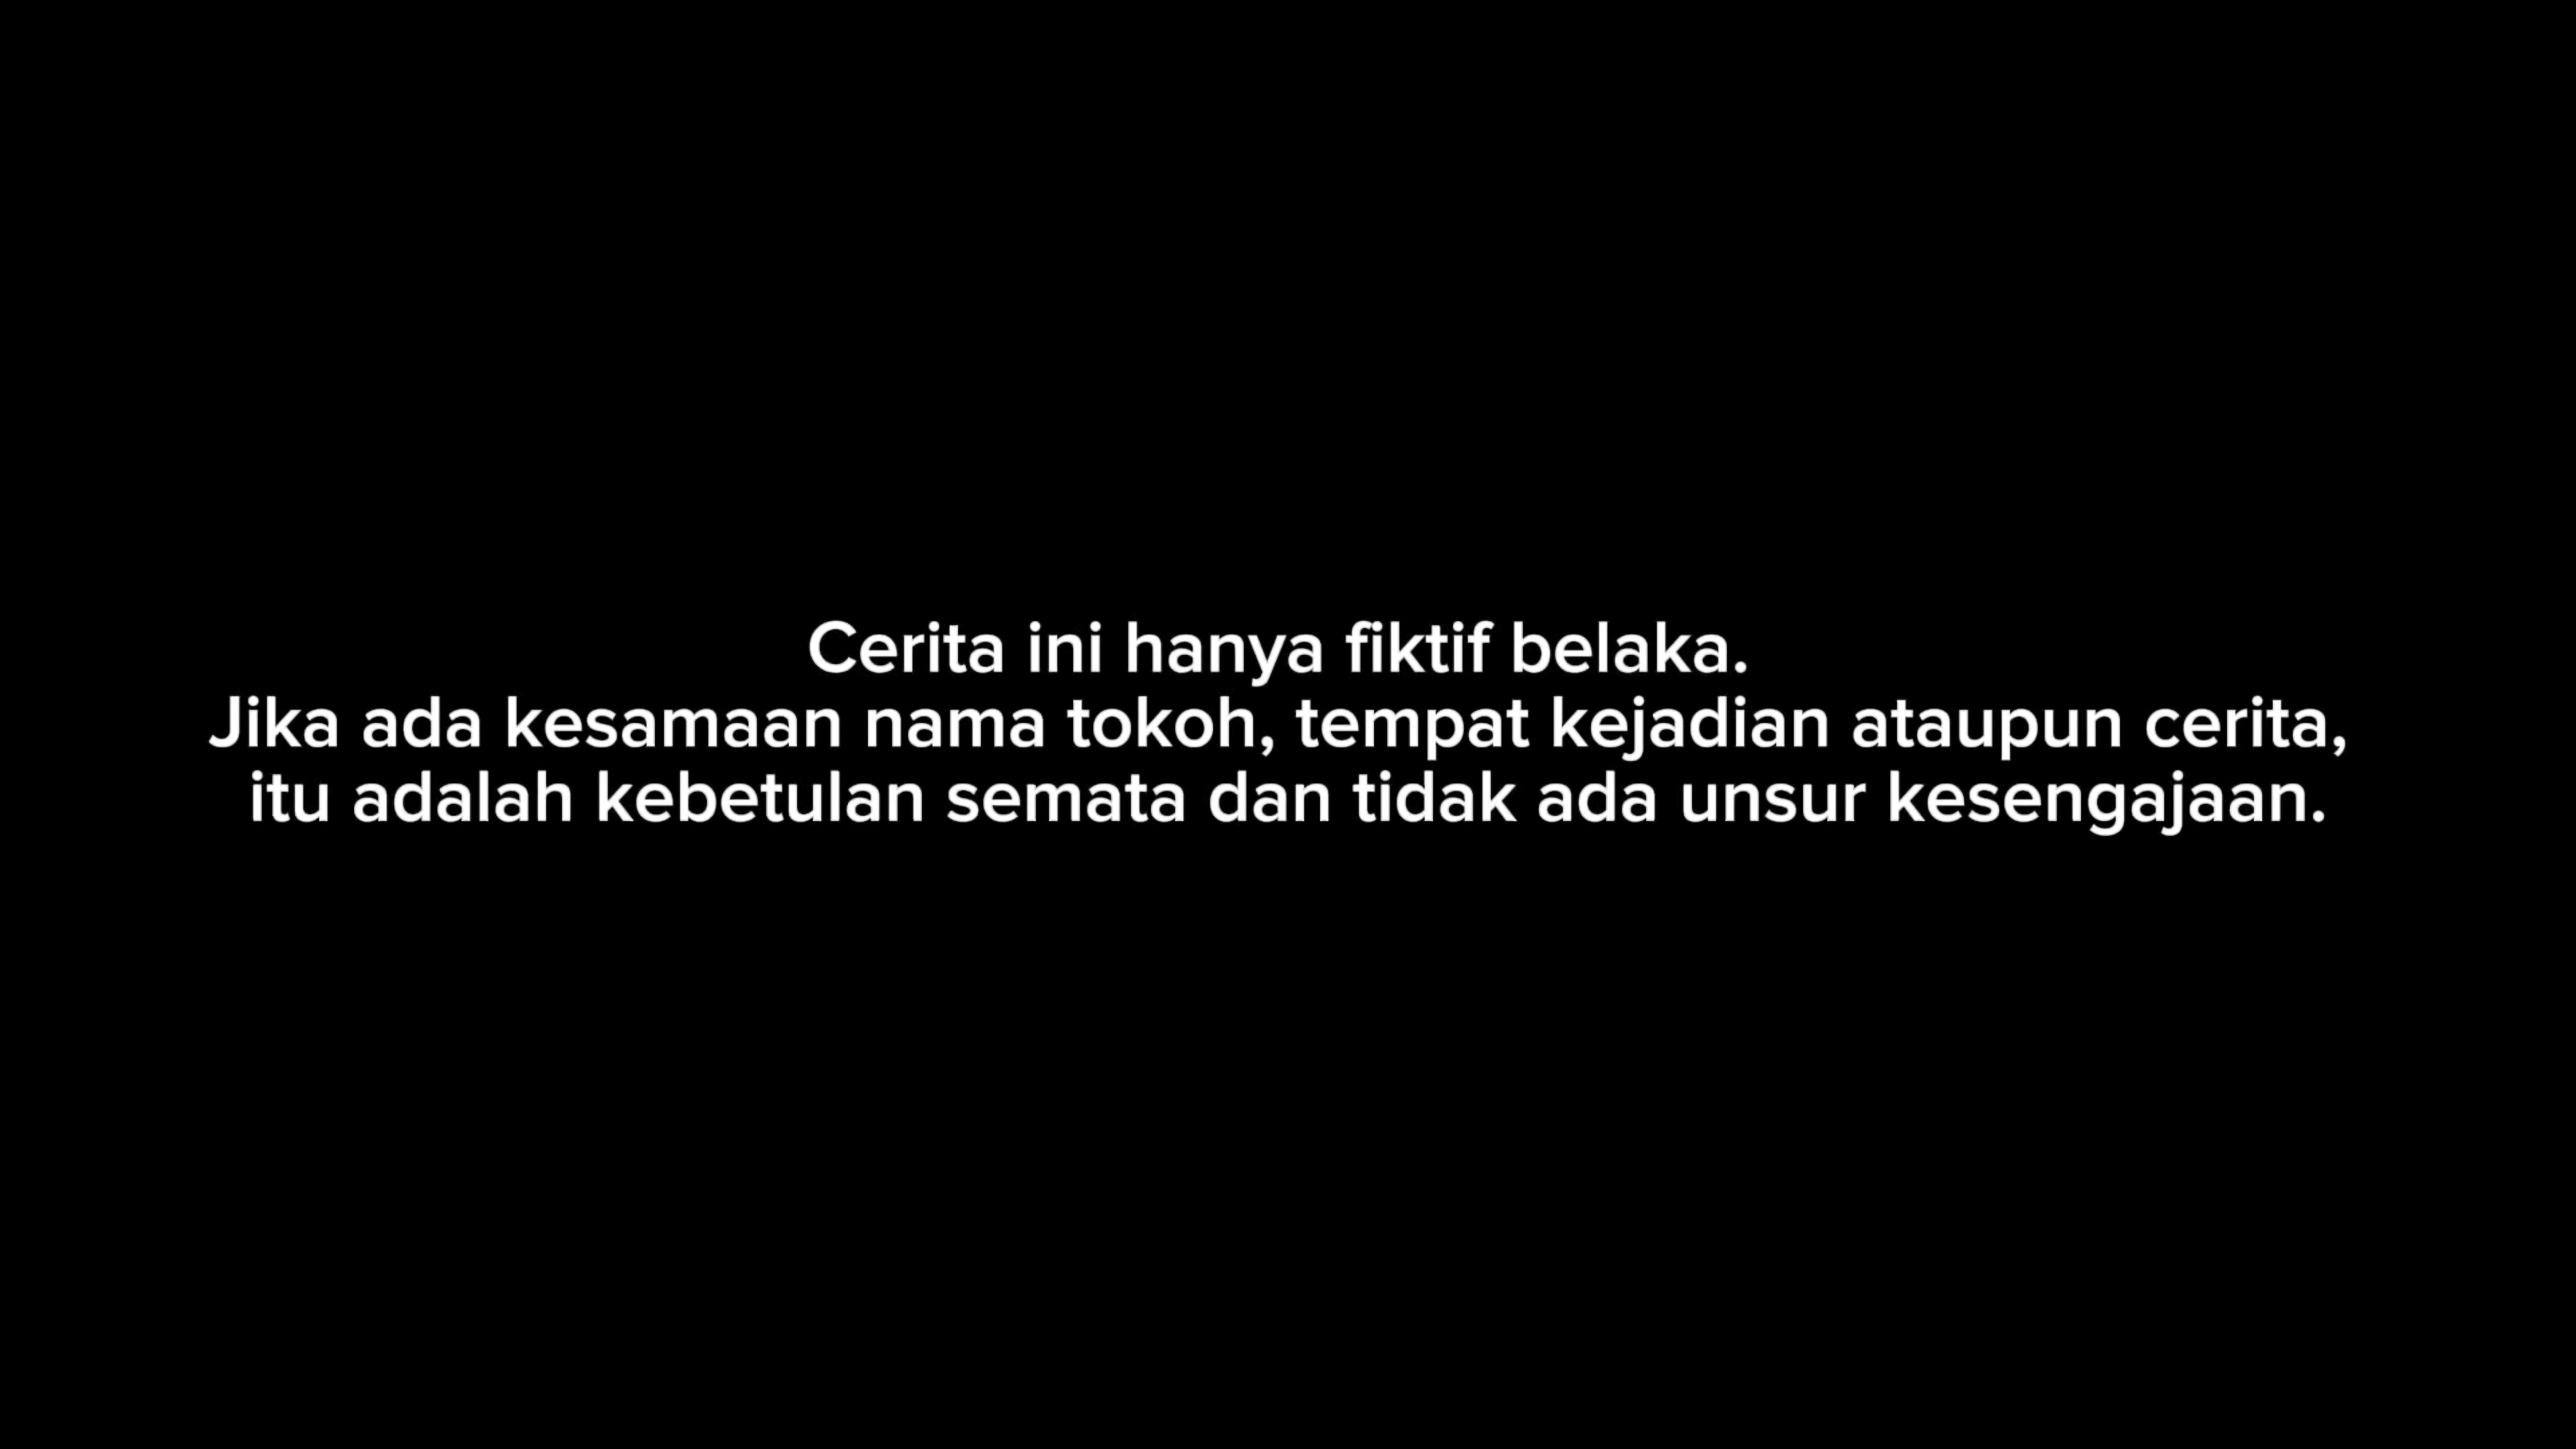 Cerita ini hanya fiktif belaka.
Jika ada kesamaan nama tokoh, tempat kejadian ataupun cerita,
itu adalah kebetulan semata dan tidak ada unsur kesengajaan.